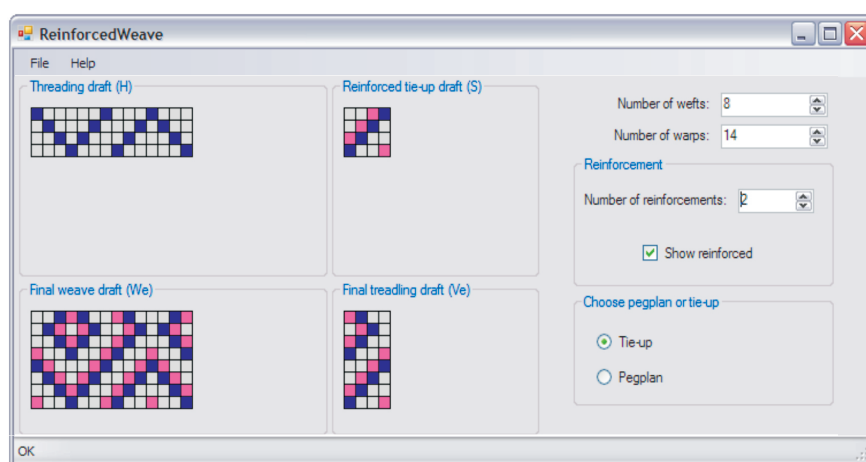 ReinforcedWeave
File Help
Threading draft (H)
Reinforced tie-up draft (S)
Number of wefts: 8
Number of warps: 14
Reinforcement
Number of reinforcements: 2
Show reinforced
Final weave draft (We)
Final treadling draft (Ve)
Choose pegplan or tie-up
Tie-up
Pegplan
OK